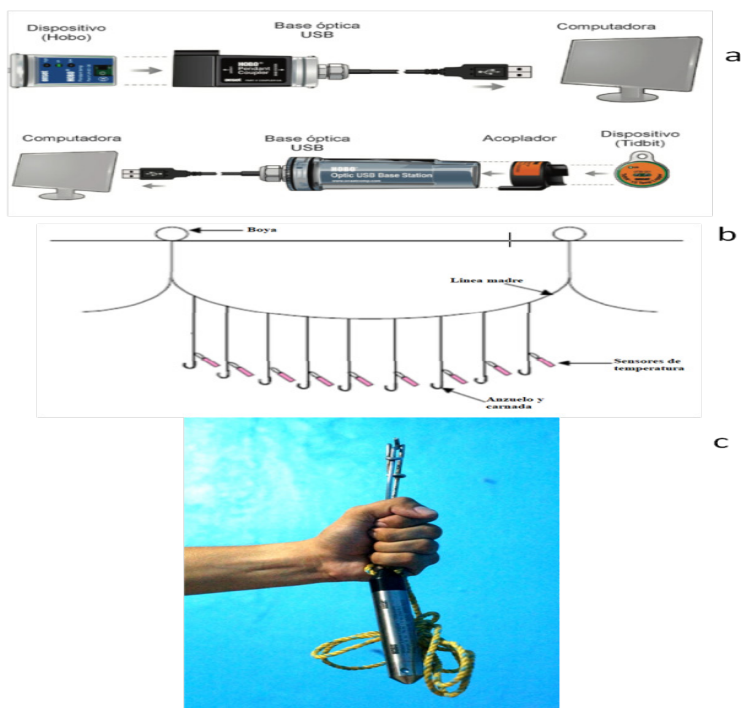 Dispositivo
(Hobo)
Base óptica
USB
Computadora
a
HOBO
Pendant
Coupler
Computadora
Base óptica
USB
Acoplador
Dispositivo
(Tidbit)
HOBO
Optic USB Base Station
b
Boya
Línea madre
Sensores de
temperatura
Anzuelo y
carnada
c